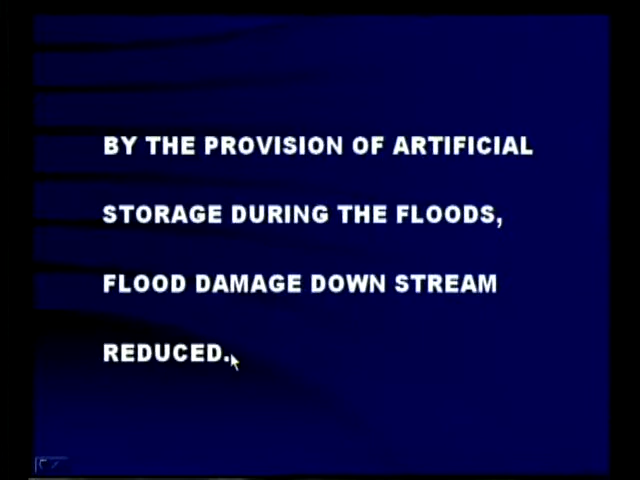 BY THE PROVISION OF ARTIFICIAL
STORAGE DURING THE FLOODS,
FLOOD DAMAGE DOWN STREAM
REDUCED.